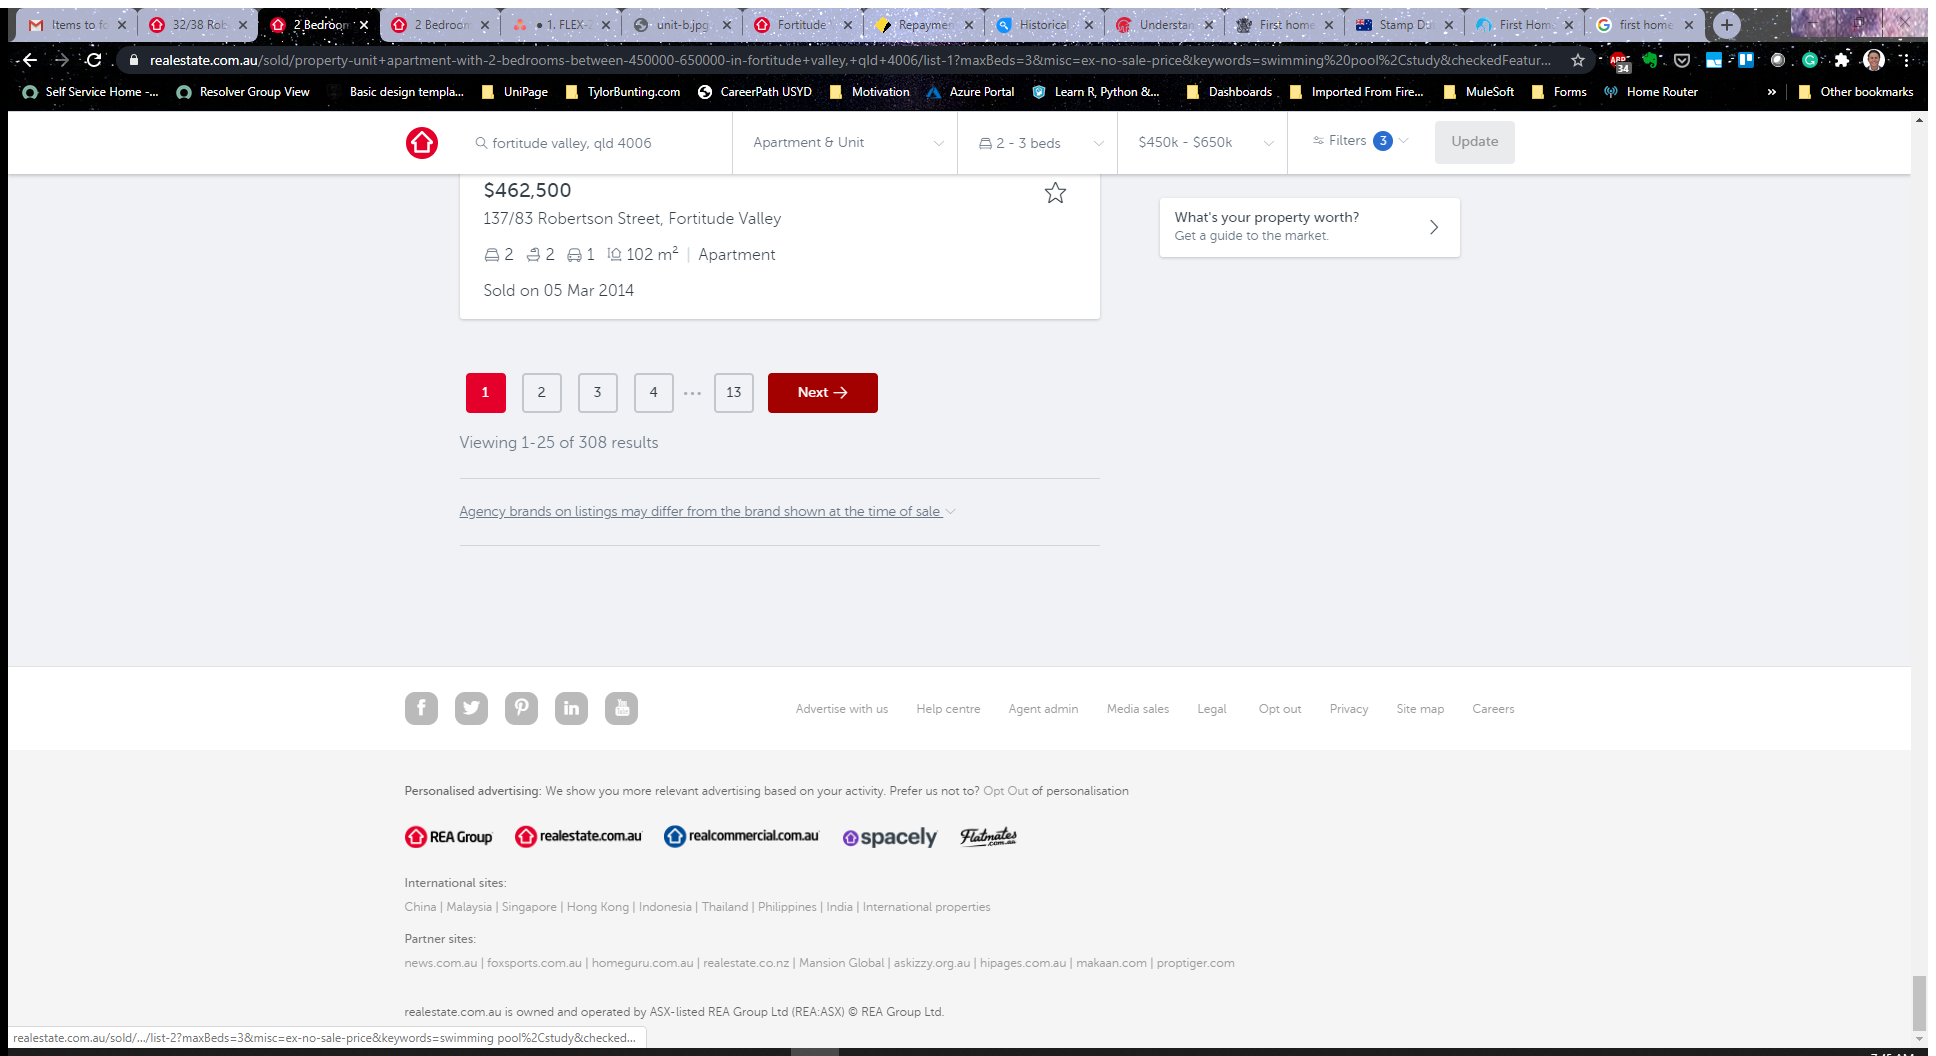 Items to fo
32/38 Rob
2 Bedroom
2 Bedroom
● 1. FLEX-
unit-b.jpg
Fortitude
Repaymen
Historical
Understan
First home
Stamp Du
First Hom
first home
realestate.com.au/sold/property-unit+apartment-with-2-bedrooms-between-450000-650000-in-fortitude+valley,+qld+4006/list-1?maxBeds=3&misc=ex-no-sale-price&keywords=swimming%20pool%2Cstudy&checkedFeatur...
ABP
34
Self Service Home -...
Resolver Group View
Basic design templa...
UniPage
TylorBunting.com
CareerPath USYD
Motivation
Azure Portal
Learn R, Python &...
Dashboards
Imported From Fire...
MuleSoft
Forms
Home Router
»
Other bookmarks
fortitude valley, qld 4006
Apartment & Unit
2 - 3 beds
$450k - $650k
Filters 3
Update
$462,500
137/83 Robertson Street, Fortitude Valley
2 2 1 102 m² | Apartment
Sold on 05 Mar 2014
What's your property worth?
Get a guide to the market.
1 2 3 4 ... 13 Next →
Viewing 1-25 of 308 results
Agency brands on listings may differ from the brand shown at the time of sale
Advertise with us Help centre Agent admin Media sales Legal Opt out Privacy Site map Careers
Personalised advertising: We show you more relevant advertising based on your activity. Prefer us not to? Opt Out of personalisation
REA Group realestate.com.au realcommercial.com.au spacely Flatmates.com.au
International sites:
China | Malaysia | Singapore | Hong Kong | Indonesia | Thailand | Philippines | India | International properties
Partner sites:
news.com.au | foxsports.com.au | homeguru.com.au | realestate.co.nz | Mansion Global | askizzy.org.au | hipages.com.au | makaan.com | proptiger.com
realestate.com.au is owned and operated by ASX-listed REA Group Ltd (REA:ASX) © REA Group Ltd.
realestate.com.au/sold/.../list-2?maxBeds=3&misc=ex-no-sale-price&keywords=swimming pool%2Cstudy&checked...